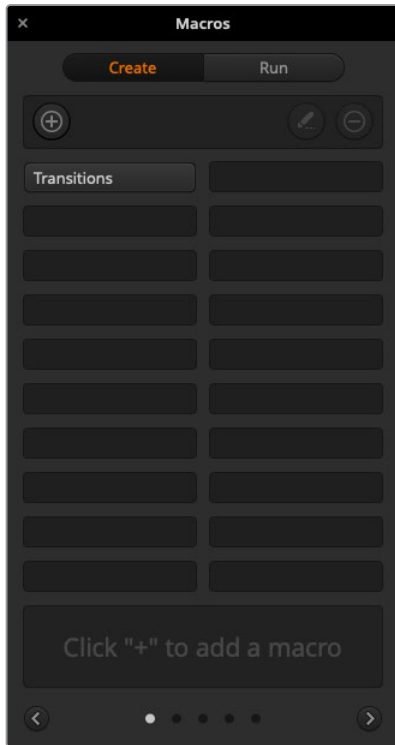 Macros
Create
Run
Transitions
Click "+" to add a macro